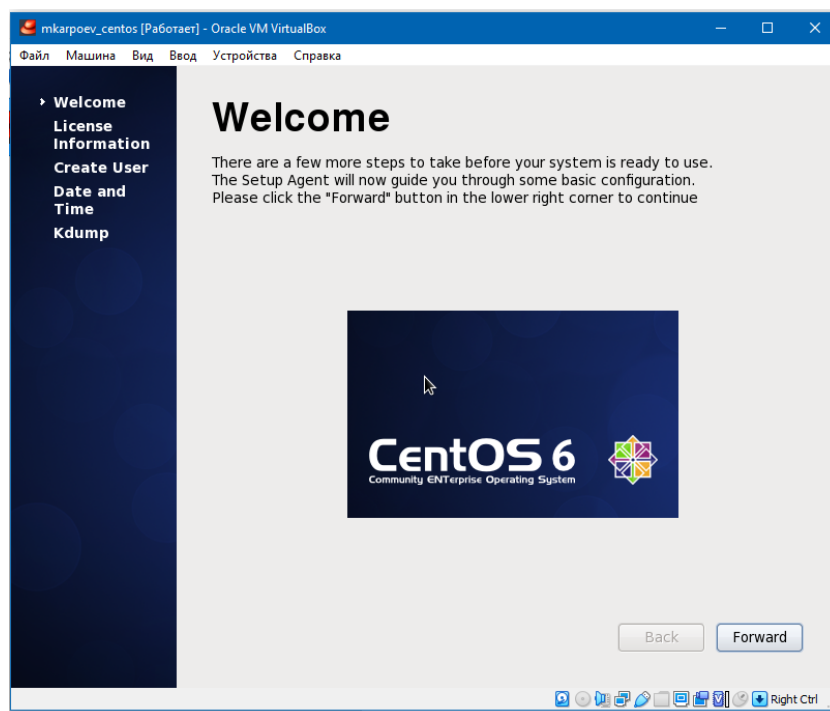 mkarpoev_centos [Работает] - Oracle VM VirtualBox
Файл Машина Вид Ввод Устройства Справка
Welcome
License
Information
Create User
Date and
Time
Kdump
Welcome
There are a few more steps to take before your system is ready to use.
The Setup Agent will now guide you through some basic configuration.
Please click the "Forward" button in the lower right corner to continue
CentOS 6
Community ENTerprise Operating System
Back Forward
Right Ctrl